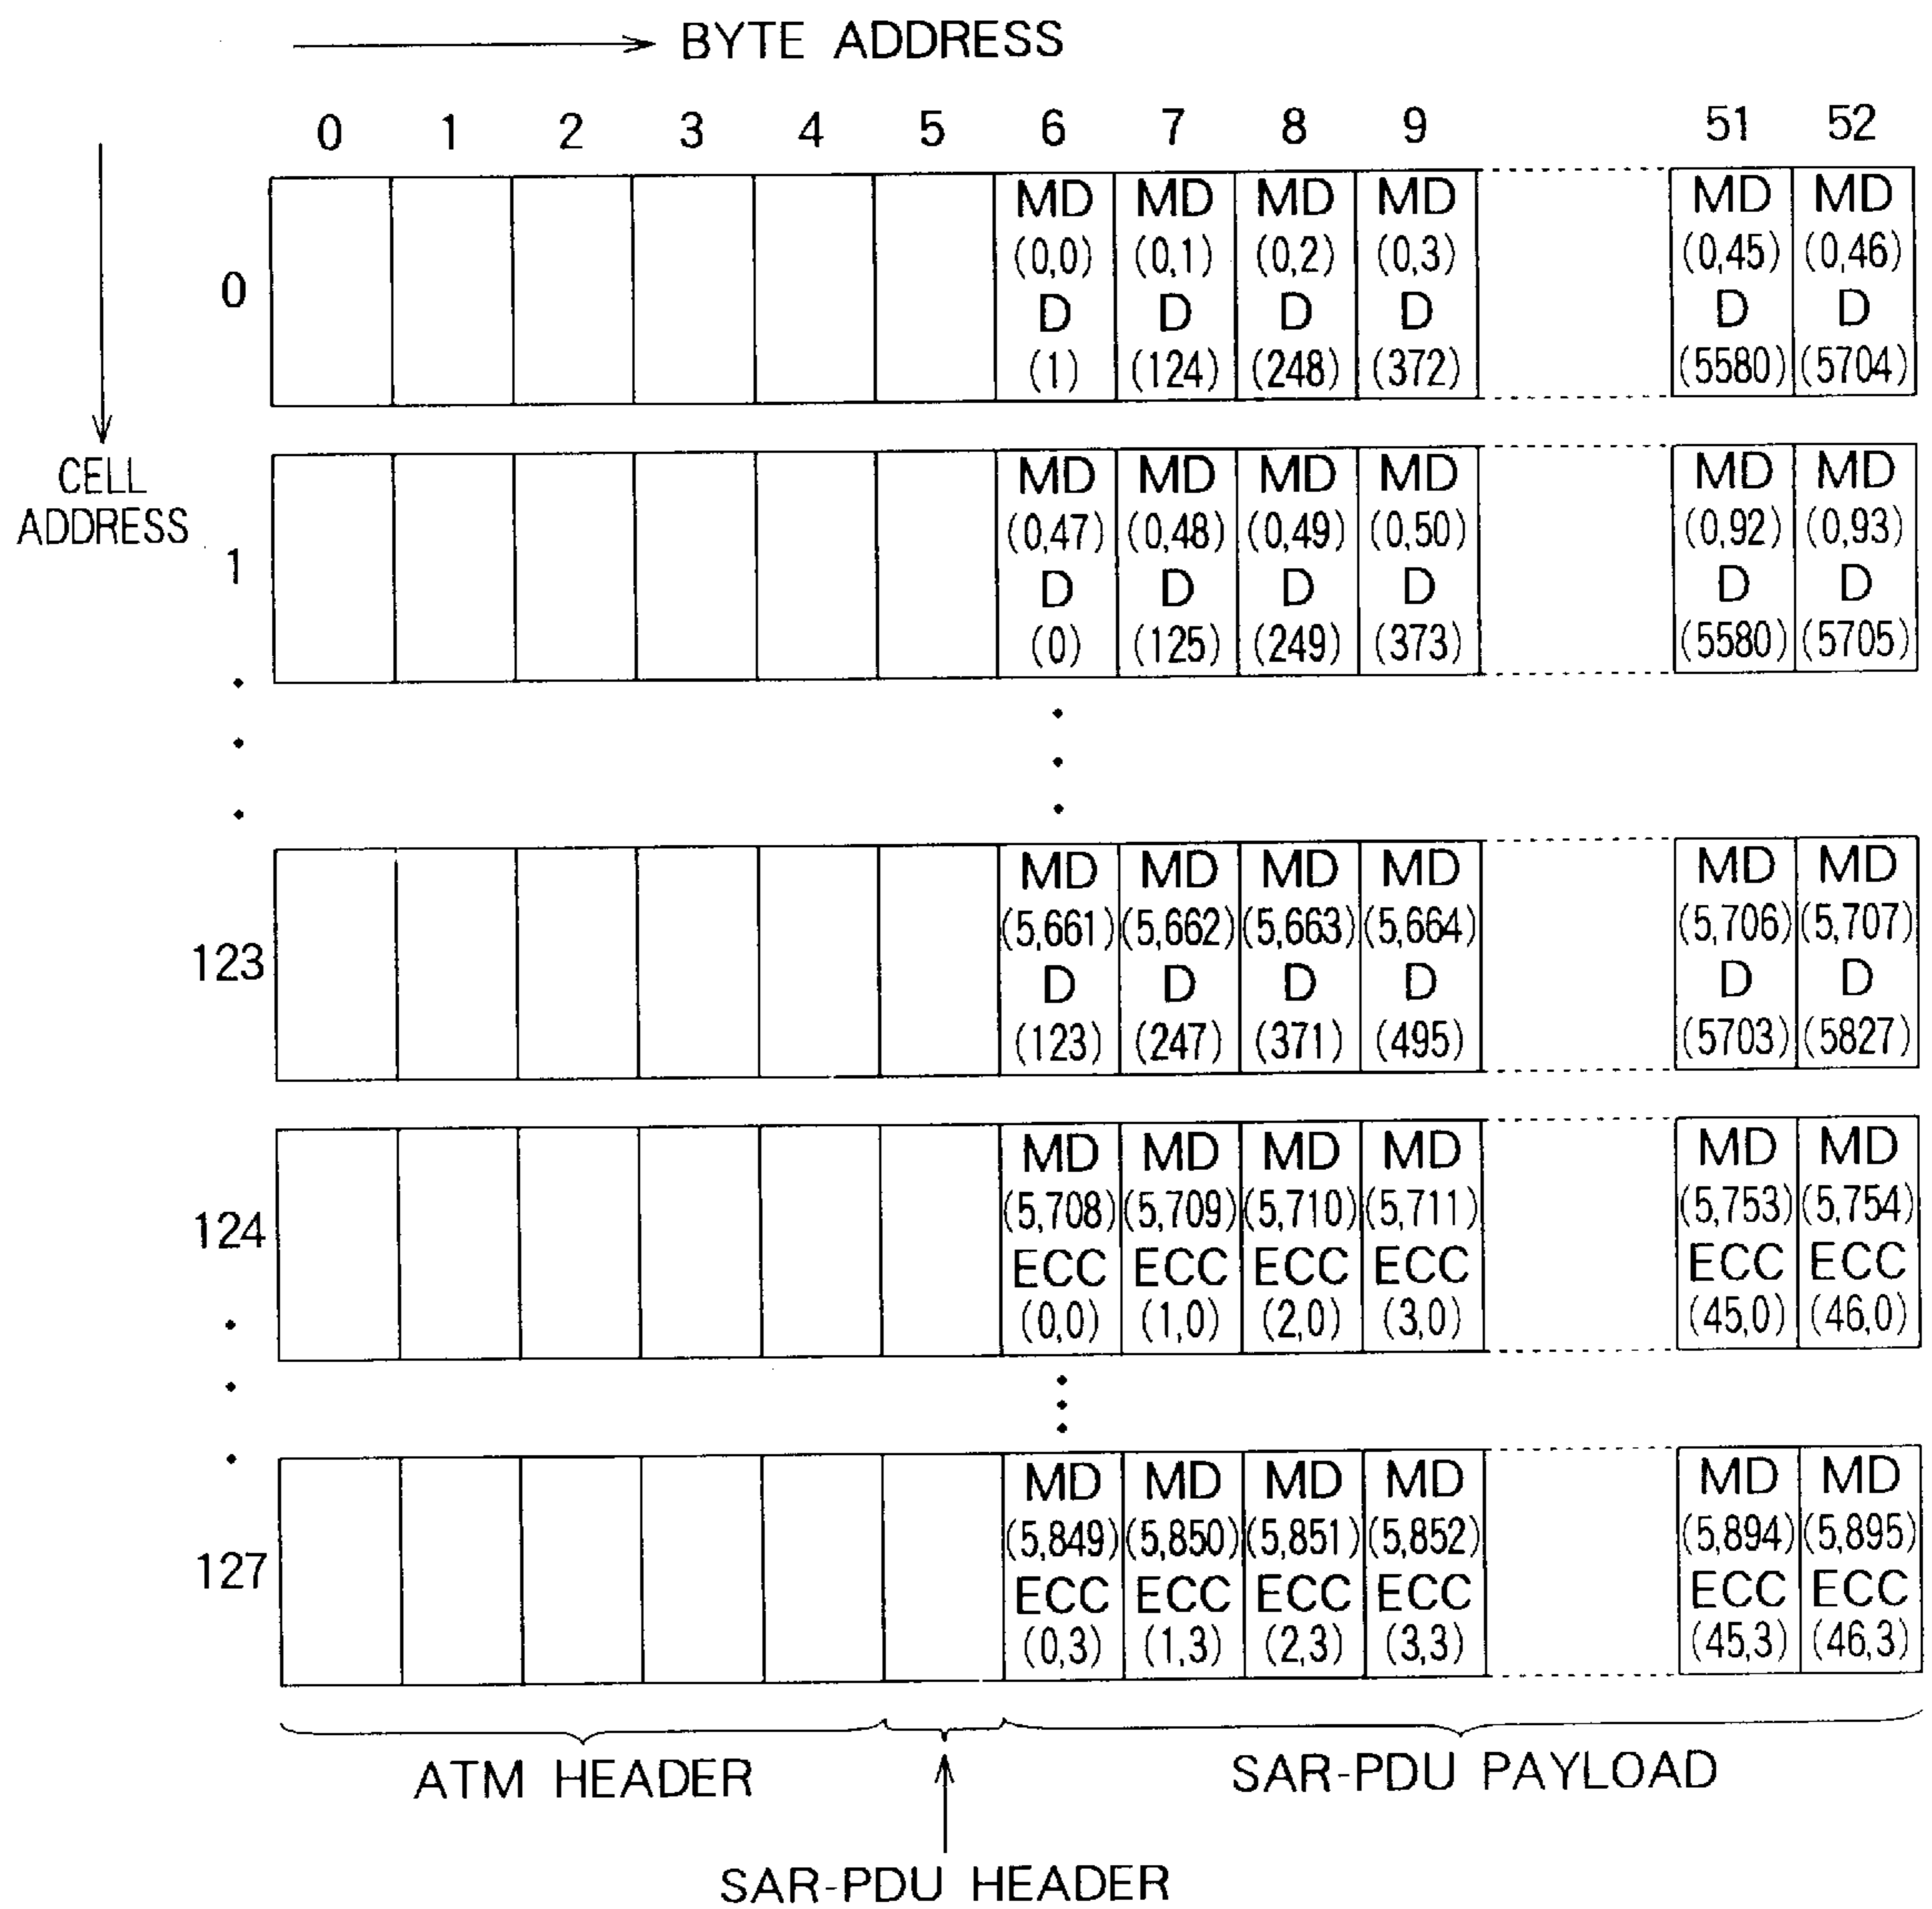 BYTE ADDRESS
0 1 2 3 4 5 6 7 8 9 51 52
MD MD MD MD MD MD
(0,0) (0,1) (0,2) (0,3) (0,45) (0,46)
0 D D D D D D
(1) (124) (248) (372) (5580) (5704)
CELL
ADDRESS
MD MD MD MD MD MD
(0,47) (0,48) (0,49) (0,50) (0,92) (0,93)
1 D D D D D D
(0) (125) (249) (373) (5580) (5705)
MD MD MD MD MD MD
(5,661) (5,662) (5,663) (5,664) (5,706) (5,707)
123 D D D D D D
(123) (247) (371) (495) (5703) (5827)
MD MD MD MD MD MD
(5,708) (5,709) (5,710) (5,711) (5,753) (5,754)
124 ECC ECC ECC ECC ECC ECC
(0,0) (1,0) (2,0) (3,0) (45,0) (46,0)
MD MD MD MD MD MD
(5,849) (5,850) (5,851) (5,852) (5,894) (5,895)
127 ECC ECC ECC ECC ECC ECC
(0,3) (1,3) (2,3) (3,3) (45,3) (46,3)
ATM HEADER SAR-PDU PAYLOAD
SAR-PDU HEADER